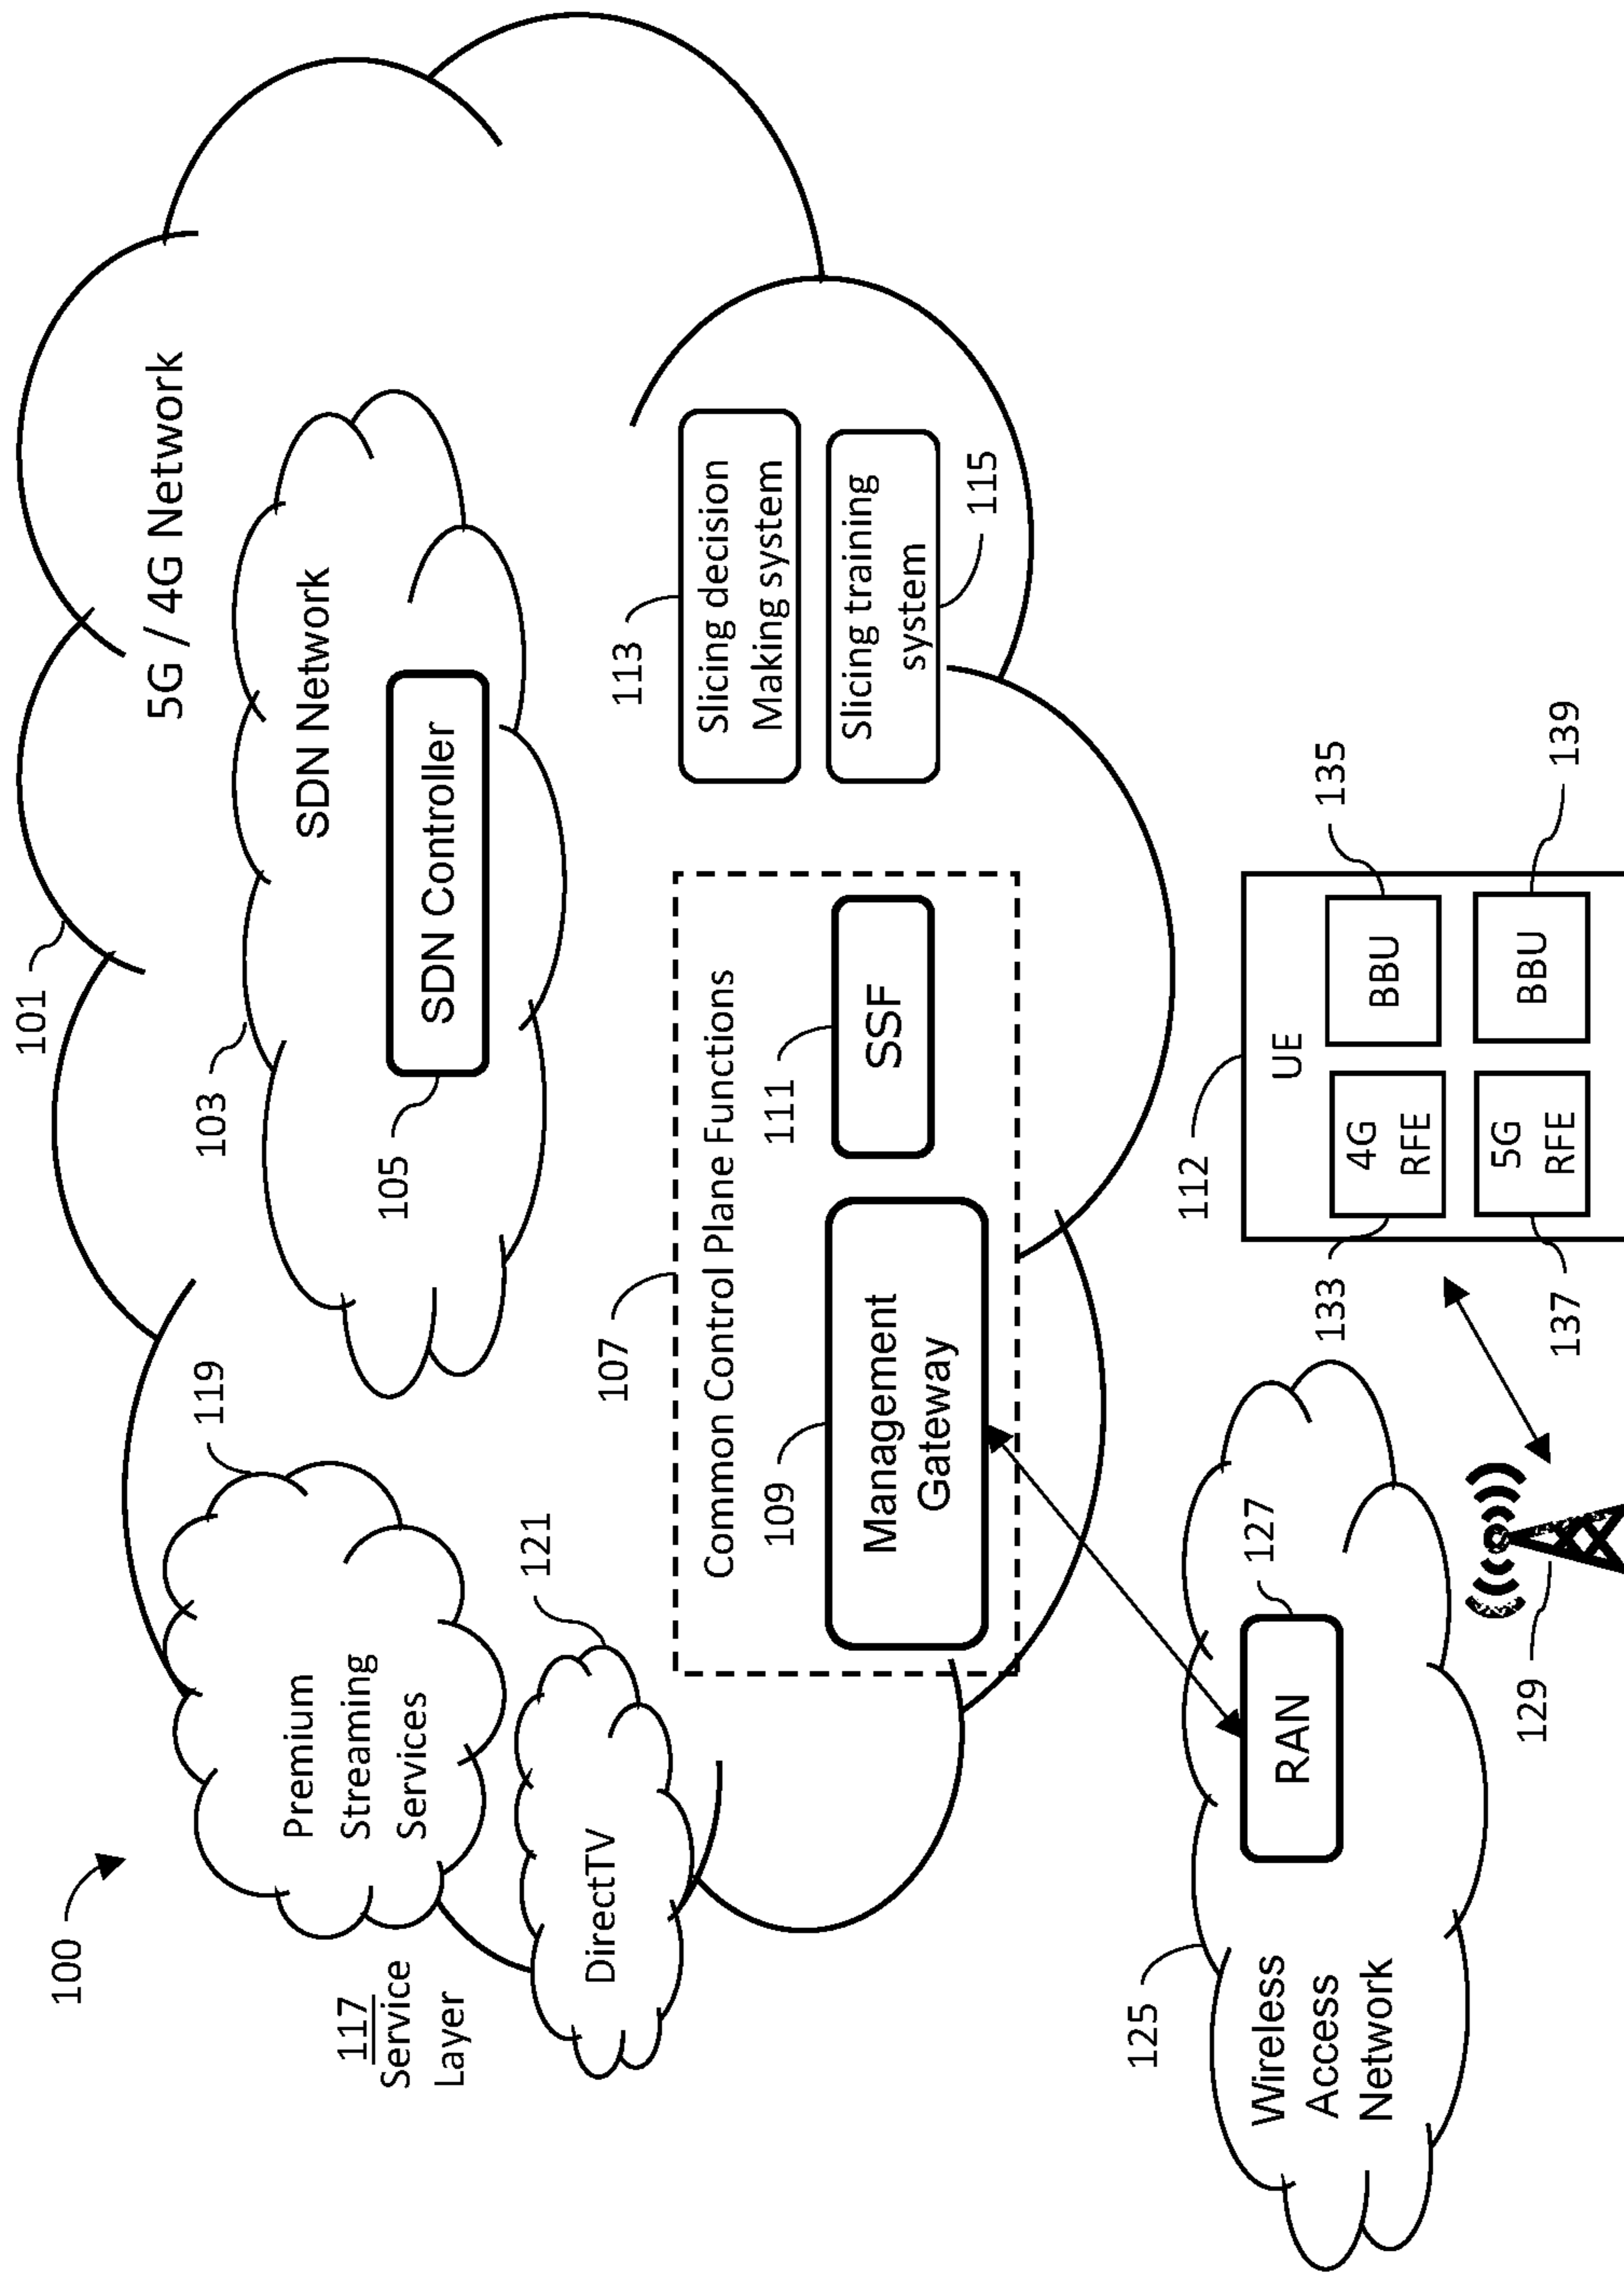 100
101
5G / 4G Network
117
Service
Layer
119
Premium
Streaming
Services
103
SDN Network
105
SDN Controller
121
DirectTV
107
Common Control Plane Functions
109
Management
Gateway
111
SSF
113
Slicing decision
Making system
Slicing training
system
115
125
Wireless
Access
Network
127
RAN
129
112
UE
133
4G
RFE
135
BBU
137
5G
RFE
139
BBU